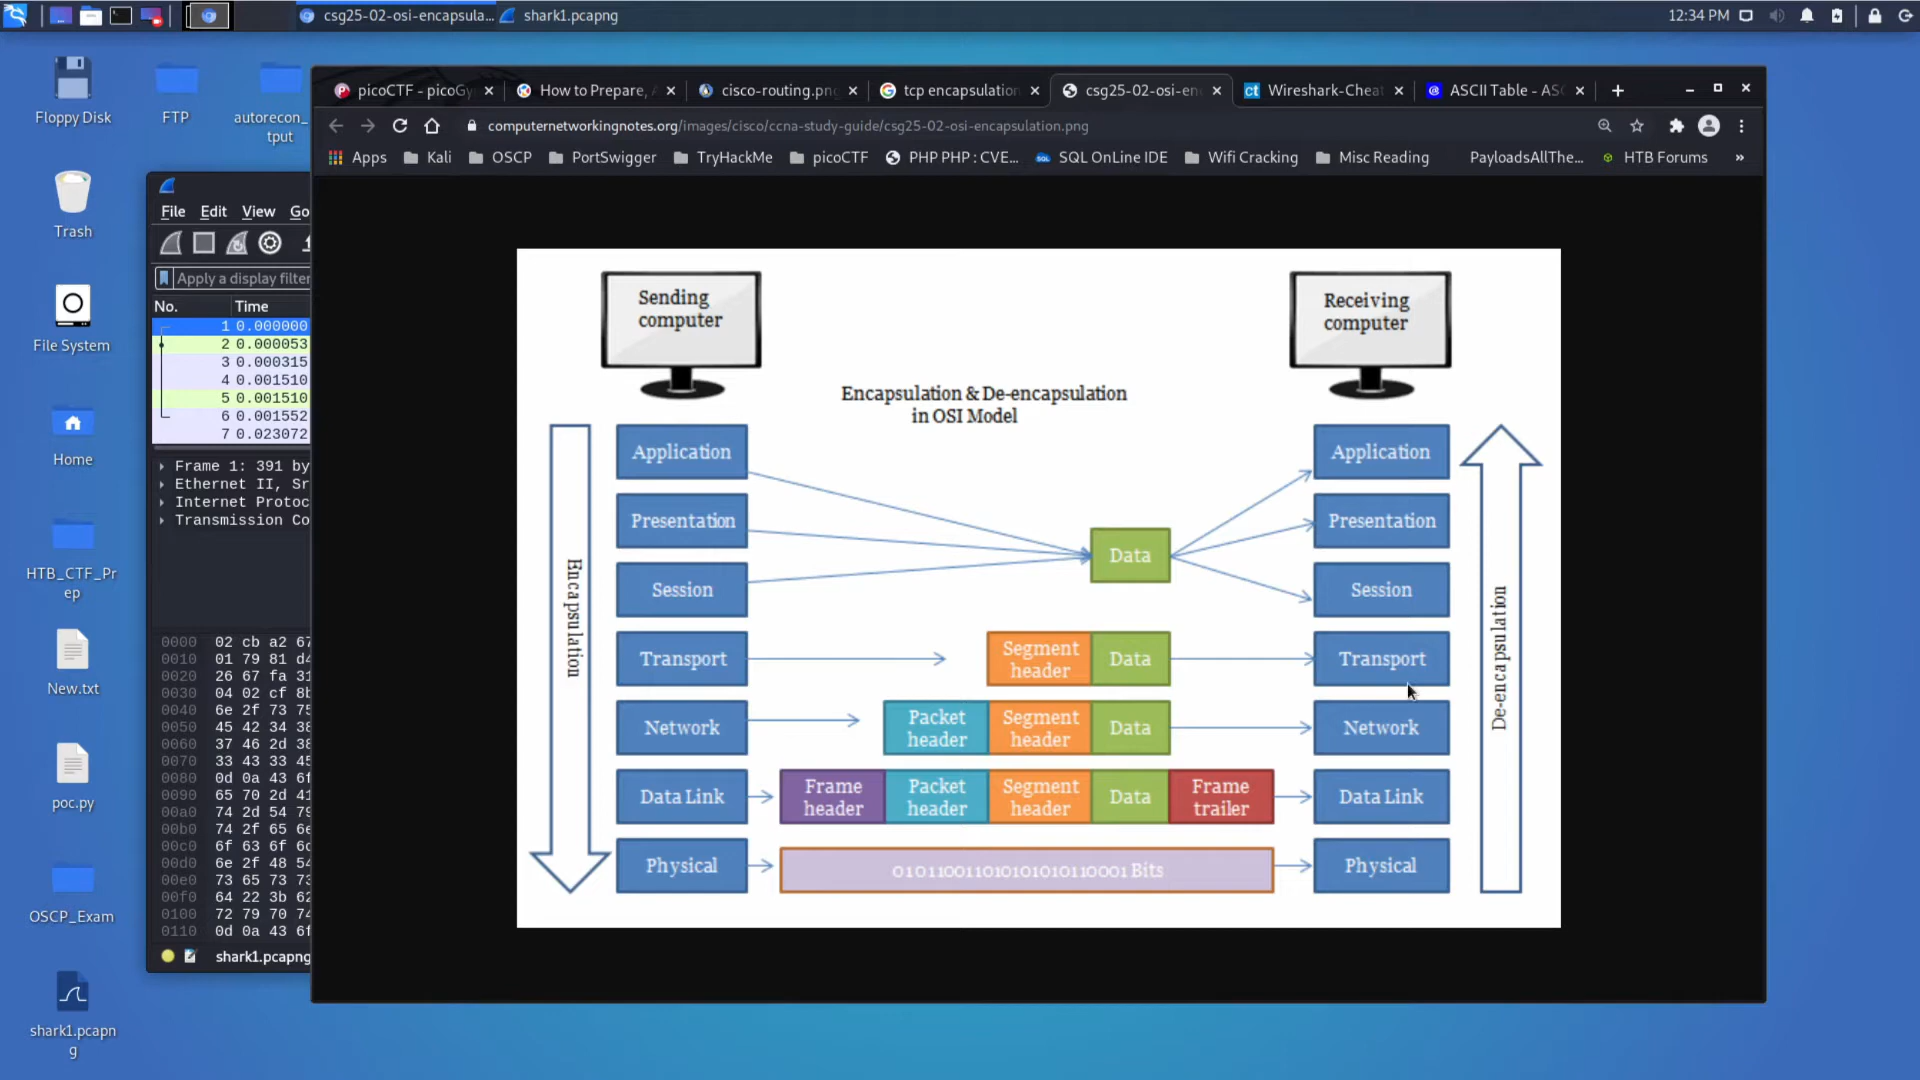 csg25-02-osi-encapsula...
shark1.pcapng
12:34 PM
Floppy Disk
FTP
autorecon_
tput
Trash
File System
Home
HTB_CTF_Pr
ep
New.txt
poc.py
OSCP_Exam
shark1.pcapn
g
picoCTF - picoGy
How to Prepare, A
cisco-routing.png
tcp encapsulation
csg25-02-osi-en
Wireshark-Cheat
ASCII Table - ASC
computernetworkingnotes.org/images/cisco/ccna-study-guide/csg25-02-osi-encapsulation.png
Apps
Kali
OSCP
PortSwigger
TryHackMe
picoCTF
PHP PHP : CVE...
SQL OnLine IDE
Wifi Cracking
Misc Reading
PayloadsAllThe...
HTB Forums
»
File Edit View Go
Apply a display filter
No. Time
1 0.000000
2 0.000053
3 0.000315
4 0.001510
5 0.001510
6 0.001552
7 0.023072
Frame 1: 391 by
Ethernet II, Sr
Internet Protoc
Transmission Co
0000 02 cb a2 67
0010 01 79 81 d4
0020 26 67 fa 31
0030 04 02 cf 8b
0040 6e 2f 73 75
0050 45 42 34 38
0060 37 46 2d 38
0070 33 43 33 45
0080 0d 0a 43 6f
0090 65 70 2d 41
00a0 74 2d 54 79
00b0 74 2f 65 6e
00c0 6f 63 6f 6c
00d0 6e 2f 48 54
00e0 73 65 73 73
00f0 64 22 3b 62
0100 72 79 70 74
0110 0d 0a 43 6f
shark1.pcapng
Sending
computer
Receiving
computer
Encapsulation & De-encapsulation
in OSI Model
Encapsulation
Application
Presentation
Session
Transport
Network
Data Link
Physical
Data
Segment
header
Data
Packet
header
Segment
header
Data
Frame
header
Packet
header
Segment
header
Data
Frame
trailer
Application
Presentation
Session
Transport
Network
Data Link
Physical
De-encapsulation